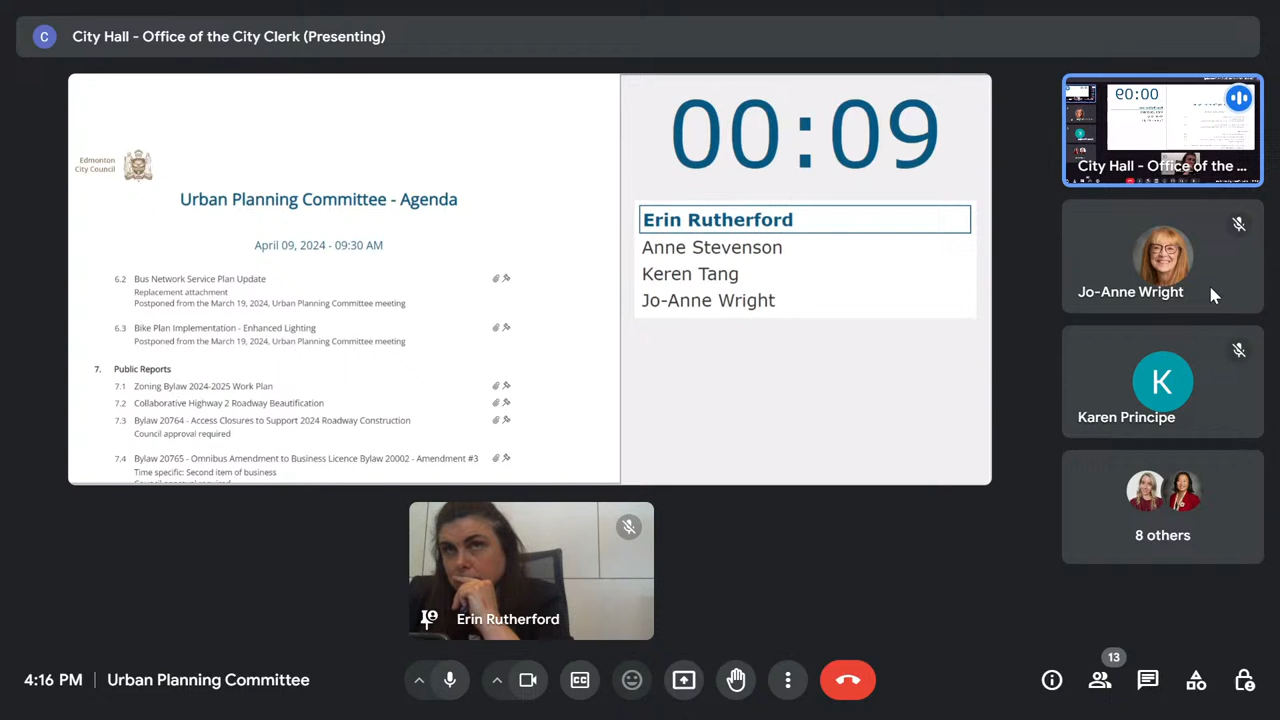 C
City Hall - Office of the City Clerk (Presenting)
Edmonton
City Council
Urban Planning Committee - Agenda
April 09, 2024 - 09:30 AM
6.2 Bus Network Service Plan Update
Replacement attachment
Postponed from the March 19, 2024, Urban Planning Committee meeting
6.3 Bike Plan Implementation - Enhanced Lighting
Postponed from the March 19, 2024, Urban Planning Committee meeting
7. Public Reports
7.1 Zoning Bylaw 2024-2025 Work Plan
7.2 Collaborative Highway 2 Roadway Beautification
7.3 Bylaw 20764 - Access Closures to Support 2024 Roadway Construction
Council approval required
7.4 Bylaw 20765 - Omnibus Amendment to Business Licence Bylaw 20002 - Amendment #3
Time specific: Second item of business
Council approval required
00:09
Erin Rutherford
Anne Stevenson
Keren Tang
Jo-Anne Wright
City Hall - Office of the ...
Jo-Anne Wright
K
Karen Principe
8 others
Erin Rutherford
4:16 PM | Urban Planning Committee
CC
13